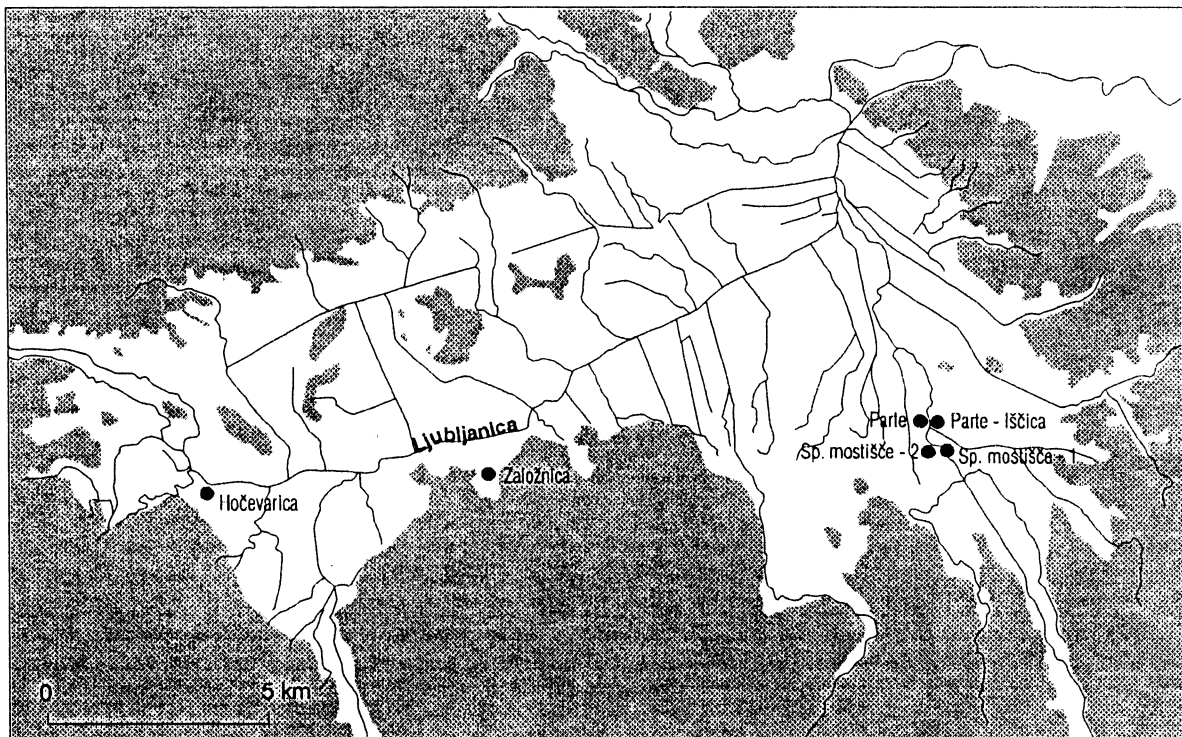 Ljubljanica
Parte
Parte - Iščica
Sp. mostišče - 2
Sp. mostišče - 1
Založnica
Hočevarica
0
5 km